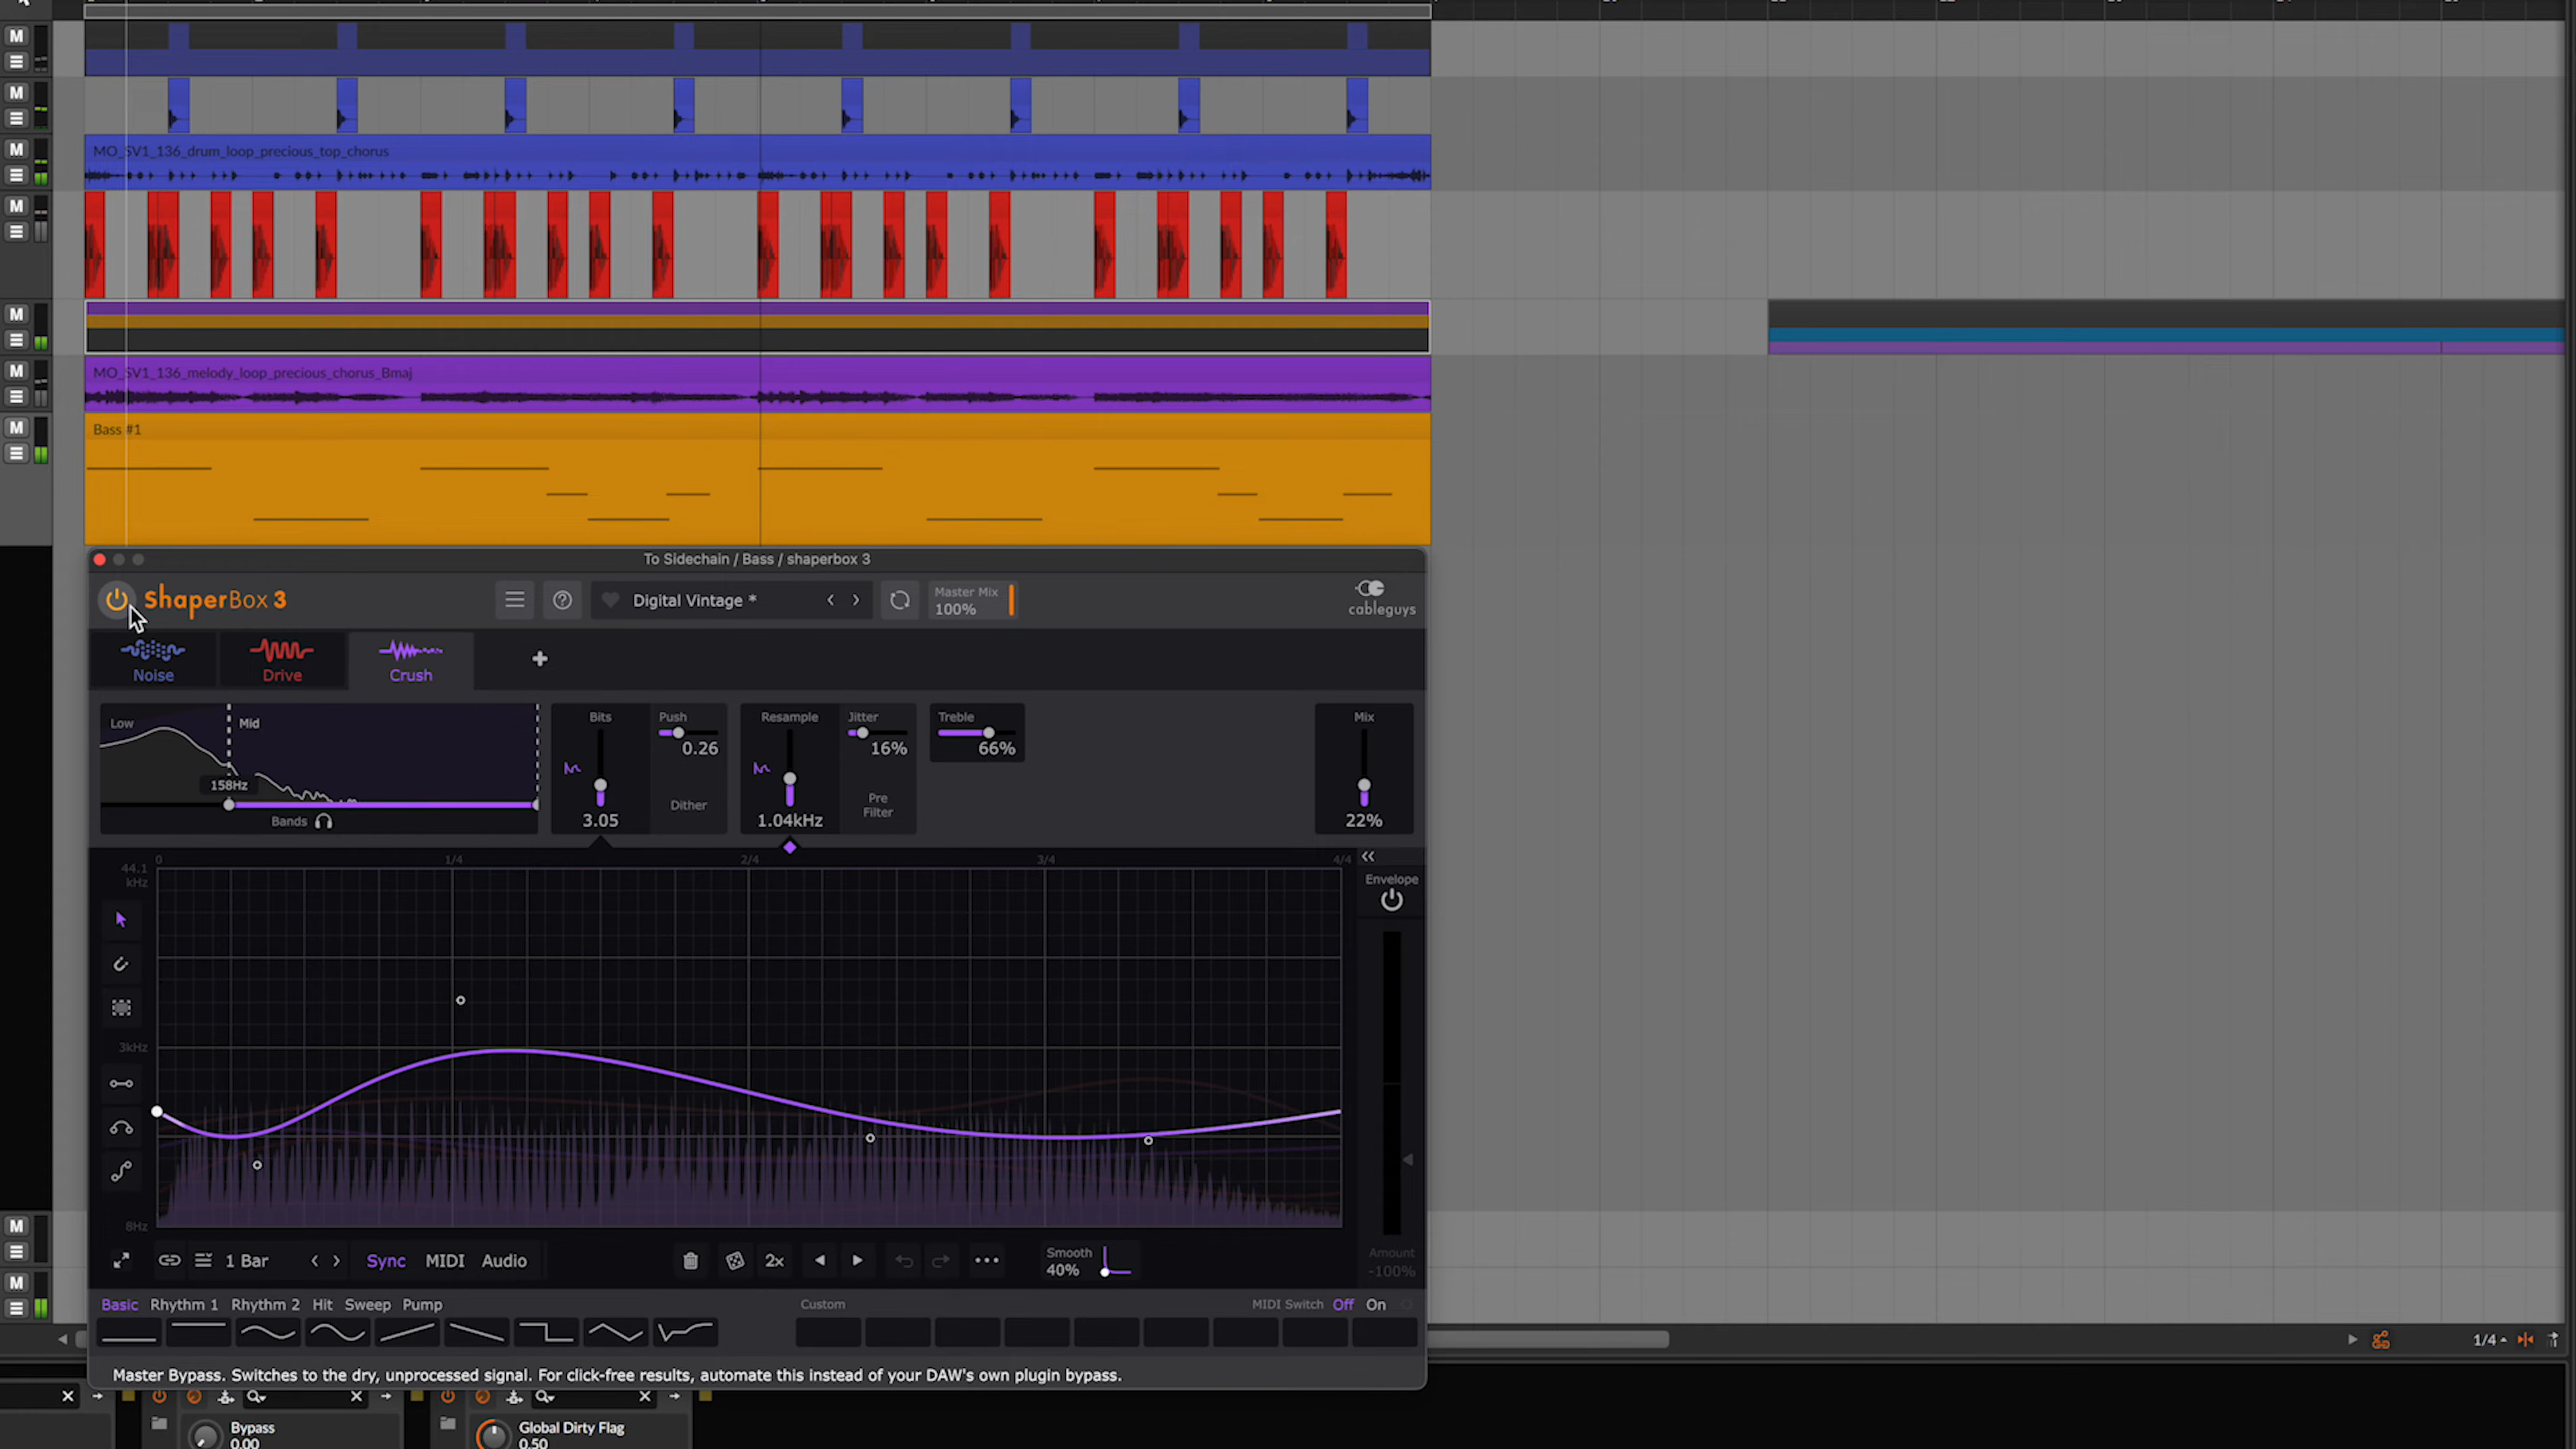 M
M
M
MO_SV1_136_drum_loop_precious_top_chorus
M
M
M
MO_SV1_136_melody_loop_precious_chorus_Bmaj
M
Bass #1
To Sidechain / Bass / shaperbox 3
ShaperBox 3
Digital Vintage *
Master Mix
100%
cableguys
Noise
Drive
Crush
+
Low
Mid
158Hz
Bands
Bits
3.05
Push
0.26
Dither
Resample
1.04kHz
Jitter
16%
Pre
Filter
Treble
66%
Mix
22%
0
1/4
2/4
3/4
4/4
44.1
kHz
3kHz
8Hz
Envelope
Amount
-100%
1 Bar
Sync
MIDI
Audio
2x
Smooth
40%
Basic
Rhythm 1
Rhythm 2
Hit
Sweep
Pump
Custom
MIDI Switch
Off
On
M
M
1/4
Master Bypass. Switches to the dry, unprocessed signal. For click-free results, automate this instead of your DAW's own plugin bypass.
Bypass
0.00
Global Dirty Flag
0.50